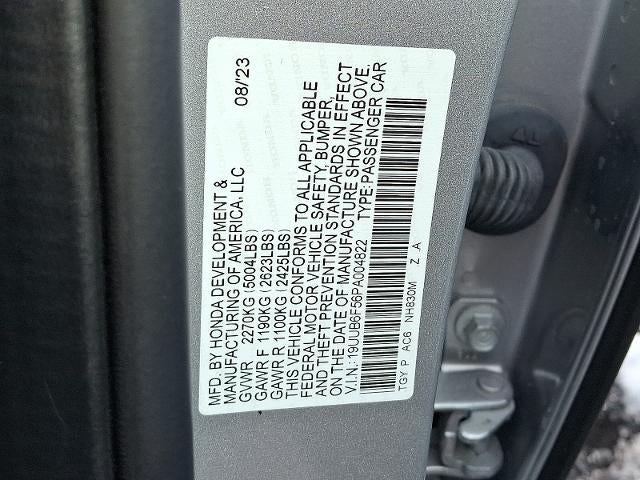 MFD. BY HONDA DEVELOPMENT & 08/'23
MANUFACTURING OF AMERICA, LLC
GVWR 2270KG (5004LBS)
GAWR F 1190KG (2623LBS)
GAWR R 1100KG (2425LBS)
THIS VEHICLE CONFORMS TO ALL APPLICABLE
FEDERAL MOTOR VEHICLE SAFETY, BUMPER,
AND THEFT PREVENTION STANDARDS IN EFFECT
ON THE DATE OF MANUFACTURE SHOWN ABOVE.
V.I.N.: 19UUB6F56PA004822 TYPE: PASSENGER CAR
TGY P AC6 NH830M Z A
AL